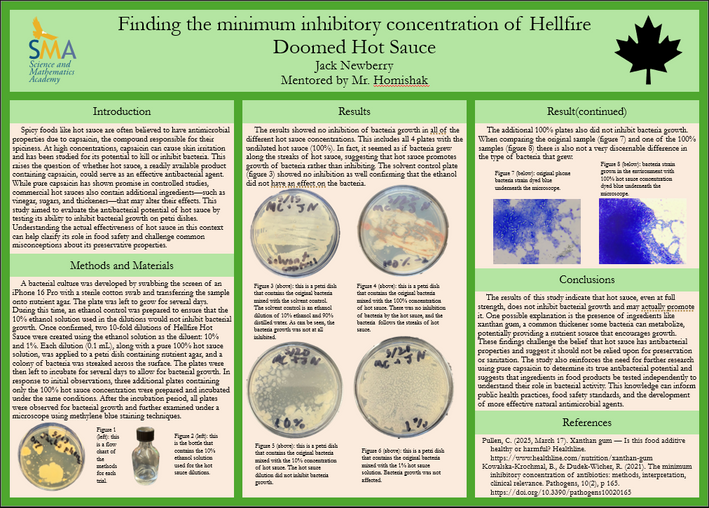 Finding the minimum inhibitory concentration of Hellfire
Doomed Hot Sauce
Jack Newberry
Mentored by Mr. Homishak
SMA
Science and
Mathematics
Academy
Introduction
Spicy foods like hot sauce are often believed to have antimicrobial
properties due to capsaicin, the compound responsible for their
spiciness. At high concentrations, capsaicin can cause skin irritation
and has been studied for its potential to kill or inhibit bacteria. This
raises the question of whether hot sauce, a readily available product
containing capsaicin, could serve as an effective antibacterial agent.
While pure capsaicin has shown promise in controlled studies,
commercial hot sauces also contain additional ingredients—such as
vinegar, sugars, and thickeners—that may alter their effects. This
study aimed to evaluate the antibacterial potential of hot sauce by
testing its ability to inhibit bacterial growth on petri dishes.
Understanding the actual effectiveness of hot sauce in this context
can help clarify its role in food safety and challenge common
misconceptions about its preservative properties.
Methods and Materials
A bacterial culture was developed by swabbing the screen of an
iPhone 16 Pro with a sterile cotton swab and transferring the sample
onto nutrient agar. The plate was left to grow for several days.
During this time, an ethanol control was prepared to ensure that the
10% ethanol solution used in the dilutions would not inhibit bacterial
growth. Once confirmed, two 10-fold dilutions of Hellfire Hot
Sauce were created using the ethanol solution as the diluent: 10%
and 1%. Each dilution (0.1 mL), along with a pure 100% hot sauce
solution, was applied to a petri dish containing nutrient agar, and a
colony of bacteria was streaked across the surface. The plates were
then left to incubate for several days to allow for bacterial growth. In
response to initial observations, three additional plates containing
only the 100% hot sauce concentration were prepared and incubated
under the same conditions. After the incubation period, all plates
were observed for bacterial growth and further examined under a
microscope using methylene blue staining techniques.
Figure 1
(left): this
is a flow
chart of
the
methods
for each
trial.
Figure 2 (left): this
is the bottle that
contains the 10%
ethanol solution
used for the hot
sauce dilutions.
Results
The results showed no inhibition of bacteria growth in all of the
different hot sauce concentrations. This includes all 4 plates with the
undiluted hot sauce (100%). In fact, it seemed as if bacteria grew
along the streaks of hot sauce, suggesting that hot sauce promotes
growth of bacteria rather than inhibiting. The solvent control plate
(figure 3) showed no inhibition as well confirming that the ethanol
did not have an effect on the bacteria.
Figure 3 (above): this is a petri dish
that contains the original bacteria
mixed with the solvent control.
The solvent control is an ethanol
dilution of 10% ethanol and 90%
distilled water. As can be seen, the
bacteria growth was not at all
inhibited.
Figure 4 (above): this is a petri dish
that contains the original bacteria
mixed with the 100% concentration
of hot sauce. There was no inhibition
of bacteria by the hot sauce, and the
bacteria follows the streaks of hot
sauce.
Figure 5 (above): this is a petri dish
that contains the original bacteria
mixed with the 10% concentration
of hot sauce. The hot sauce
dilution did not inhibit bacteria
growth.
Figure 6 (above): this is a petri dish
that contains the original bacteria
mixed with the 1% hot sauce
solution. Bacteria growth was not
affected.
Result(continued)
The additional 100% plates also did not inhibit bacteria growth.
When comparing the original sample (figure 7) and one of the 100%
samples (figure 8) there is also not a very discernable difference in
the type of bacteria that grew.
Figure 7 (below): original phone
bacteria strain dyed blue
underneath the microscope.
Figure 8 (below): bacteria strain
grown in the environment with
100% hot sauce concentration
dyed blue underneath the
microscope.
Conclusions
The results of this study indicate that hot sauce, even at full
strength, does not inhibit bacterial growth and may actually promote
it. One possible explanation is the presence of ingredients like
xanthan gum, a common thickener some bacteria can metabolize,
potentially providing a nutrient source that encourages growth.
These findings challenge the belief that hot sauce has antibacterial
properties and suggest it should not be relied upon for preservation
or sanitation. The study also reinforces the need for further research
using pure capsaicin to determine its true antibacterial potential and
suggests that ingredients in food products be tested independently to
understand their role in bacterial activity. This knowledge can inform
public health practices, food safety standards, and the development
of more effective natural antimicrobial agents.
References
Pullen, C. (2025, March 17). Xanthan gum — Is this food additive
healthy or harmful? Healthline.
https://www.healthline.com/nutrition/xanthan-gum
Kowalska-Krochmal, B., & Dudek-Wicher, R. (2021). The minimum
inhibitory concentration of antibiotics: methods, interpretation,
clinical relevance. Pathogens, 10(2), p 165.
https://doi.org/10.3390/pathogens10020165